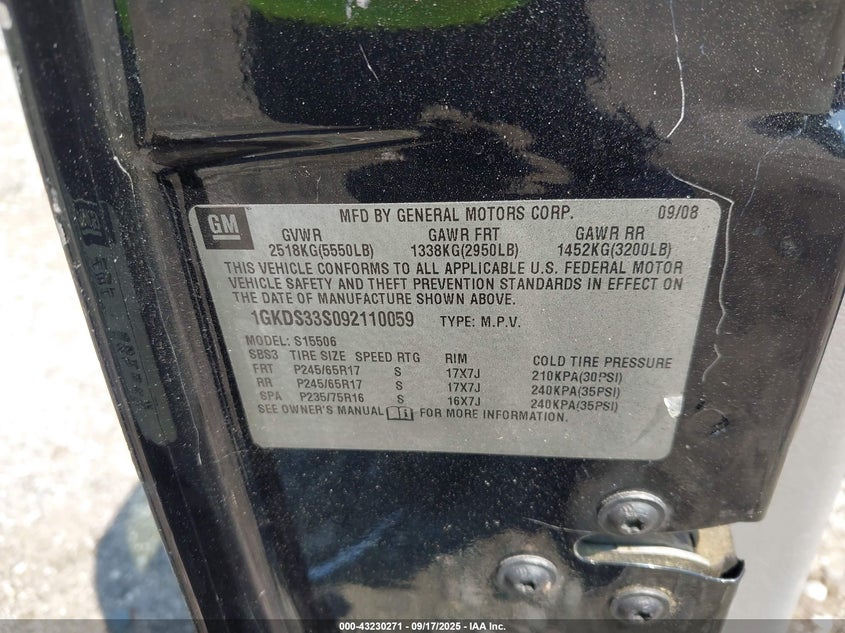 GM
MFD BY GENERAL MOTORS CORP. 09/08
GVWR GAWR FRT GAWR RR
2518KG(5550LB) 1338KG(2950LB) 1452KG(3200LB)
THIS VEHICLE CONFORMS TO ALL APPLICABLE U.S. FEDERAL MOTOR
VEHICLE SAFETY AND THEFT PREVENTION STANDARDS IN EFFECT ON
THE DATE OF MANUFACTURE SHOWN ABOVE.
1GKDS33S092110059 TYPE: M.P.V.
MODEL: S15506
SBS3 TIRE SIZE SPEED RTG RIM COLD TIRE PRESSURE
FRT P245/65R17 S 17X7J 210KPA(30PSI)
RR P245/65R17 S 17X7J 240KPA(35PSI)
SPA P235/75R16 S 16X7J 240KPA(35PSI)
SEE OWNER'S MANUAL FOR MORE INFORMATION.
000-43230271 - 09/17/2025 - IAA Inc.